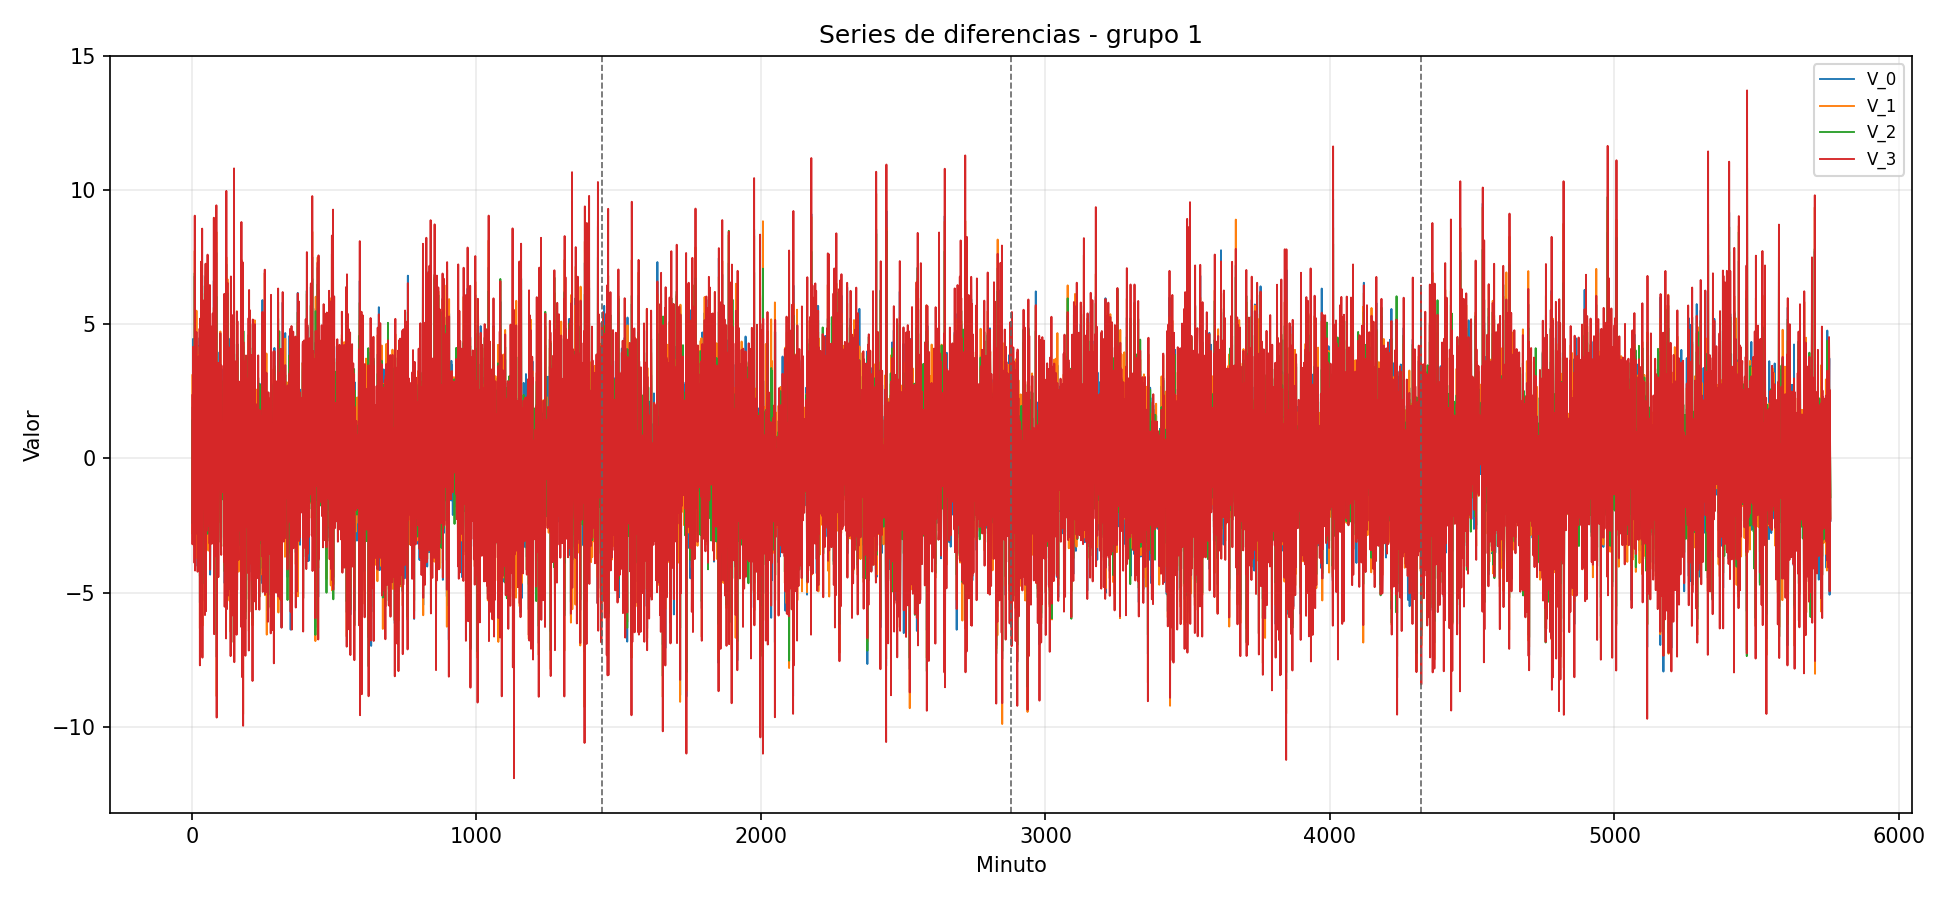 Series de diferencias - grupo 1
V_0
V_1
V_2
V_3
15
10
5
0
−5
−10
Valor
0 1000 2000 3000 4000 5000 6000
Minuto